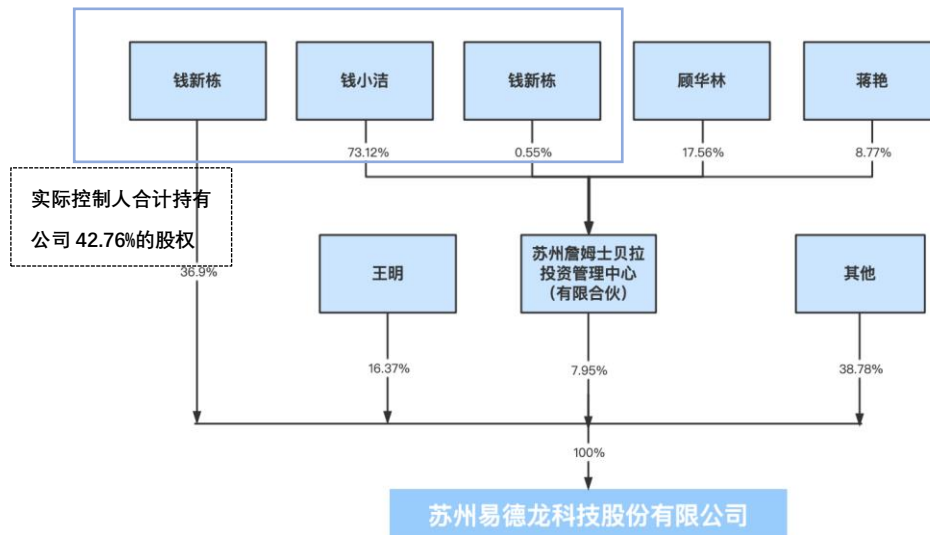 钱新栋
钱小洁
钱新栋
顾华林
蒋艳
73.12%
0.55%
17.56%
8.77%
实际控制人合计持有
公司 42.76%的股权
36.9%
王明
苏州詹姆士贝拉
投资管理中心
（有限合伙）
其他
16.37%
7.95%
38.78%
100%
苏州易德龙科技股份有限公司